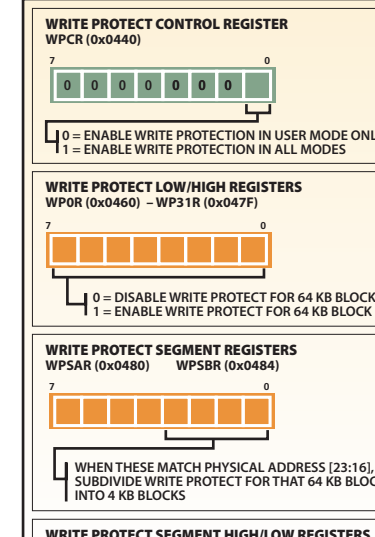 WRITE PROTECT CONTROL REGISTER
WPCR (0x0440)
7 0
0 0 0 0 0 0 0
0 = ENABLE WRITE PROTECTION IN USER MODE ONL
1 = ENABLE WRITE PROTECTION IN ALL MODES
WRITE PROTECT LOW/HIGH REGISTERS
WP0R (0x0460) – WP31R (0x047F)
7 0
0 = DISABLE WRITE PROTECT FOR 64 KB BLOCK
1 = ENABLE WRITE PROTECT FOR 64 KB BLOCK
WRITE PROTECT SEGMENT REGISTERS
WPSAR (0x0480) WPSBR (0x0484)
7 0
WHEN THESE MATCH PHYSICAL ADDRESS [23:16],
SUBDIVIDE WRITE PROTECT FOR THAT 64 KB BLOC
INTO 4 KB BLOCKS
WRITE PROTECT SEGMENT HIGH/LOW REGISTERS